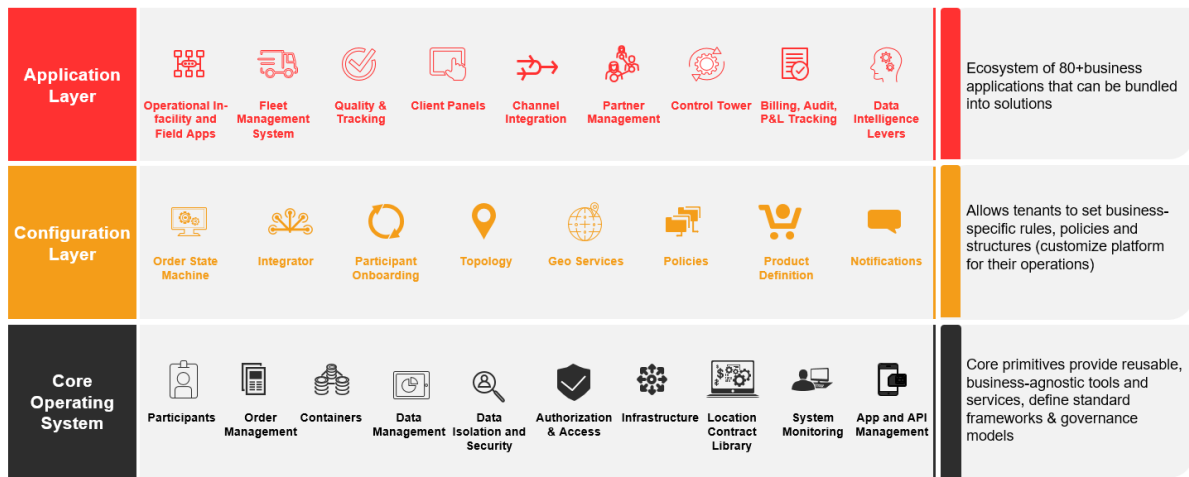 Application
Layer
Operational In-
facility and
Field Apps
Fleet
Management
System
Quality &
Tracking
Client Panels
Channel
Integration
Partner
Management
Control Tower
Billing, Audit,
P&L Tracking
Data
Intelligence
Levers
Ecosystem of 80+business
applications that can be bundled
into solutions
Configuration
Layer
Order State
Machine
Integrator
Participant
Onboarding
Topology
Geo Services
Policies
Product
Definition
Notifications
Allows tenants to set business-
specific rules, policies and
structures (customize platform
for their operations)
Core
Operating
System
Participants
Order
Management
Containers
Data
Management
Data
Isolation and
Security
Authorization
& Access
Infrastructure
Location
Contract
Library
System
Monitoring
App and API
Management
Core primitives provide reusable,
business-agnostic tools and
services, define standard
frameworks & governance
models